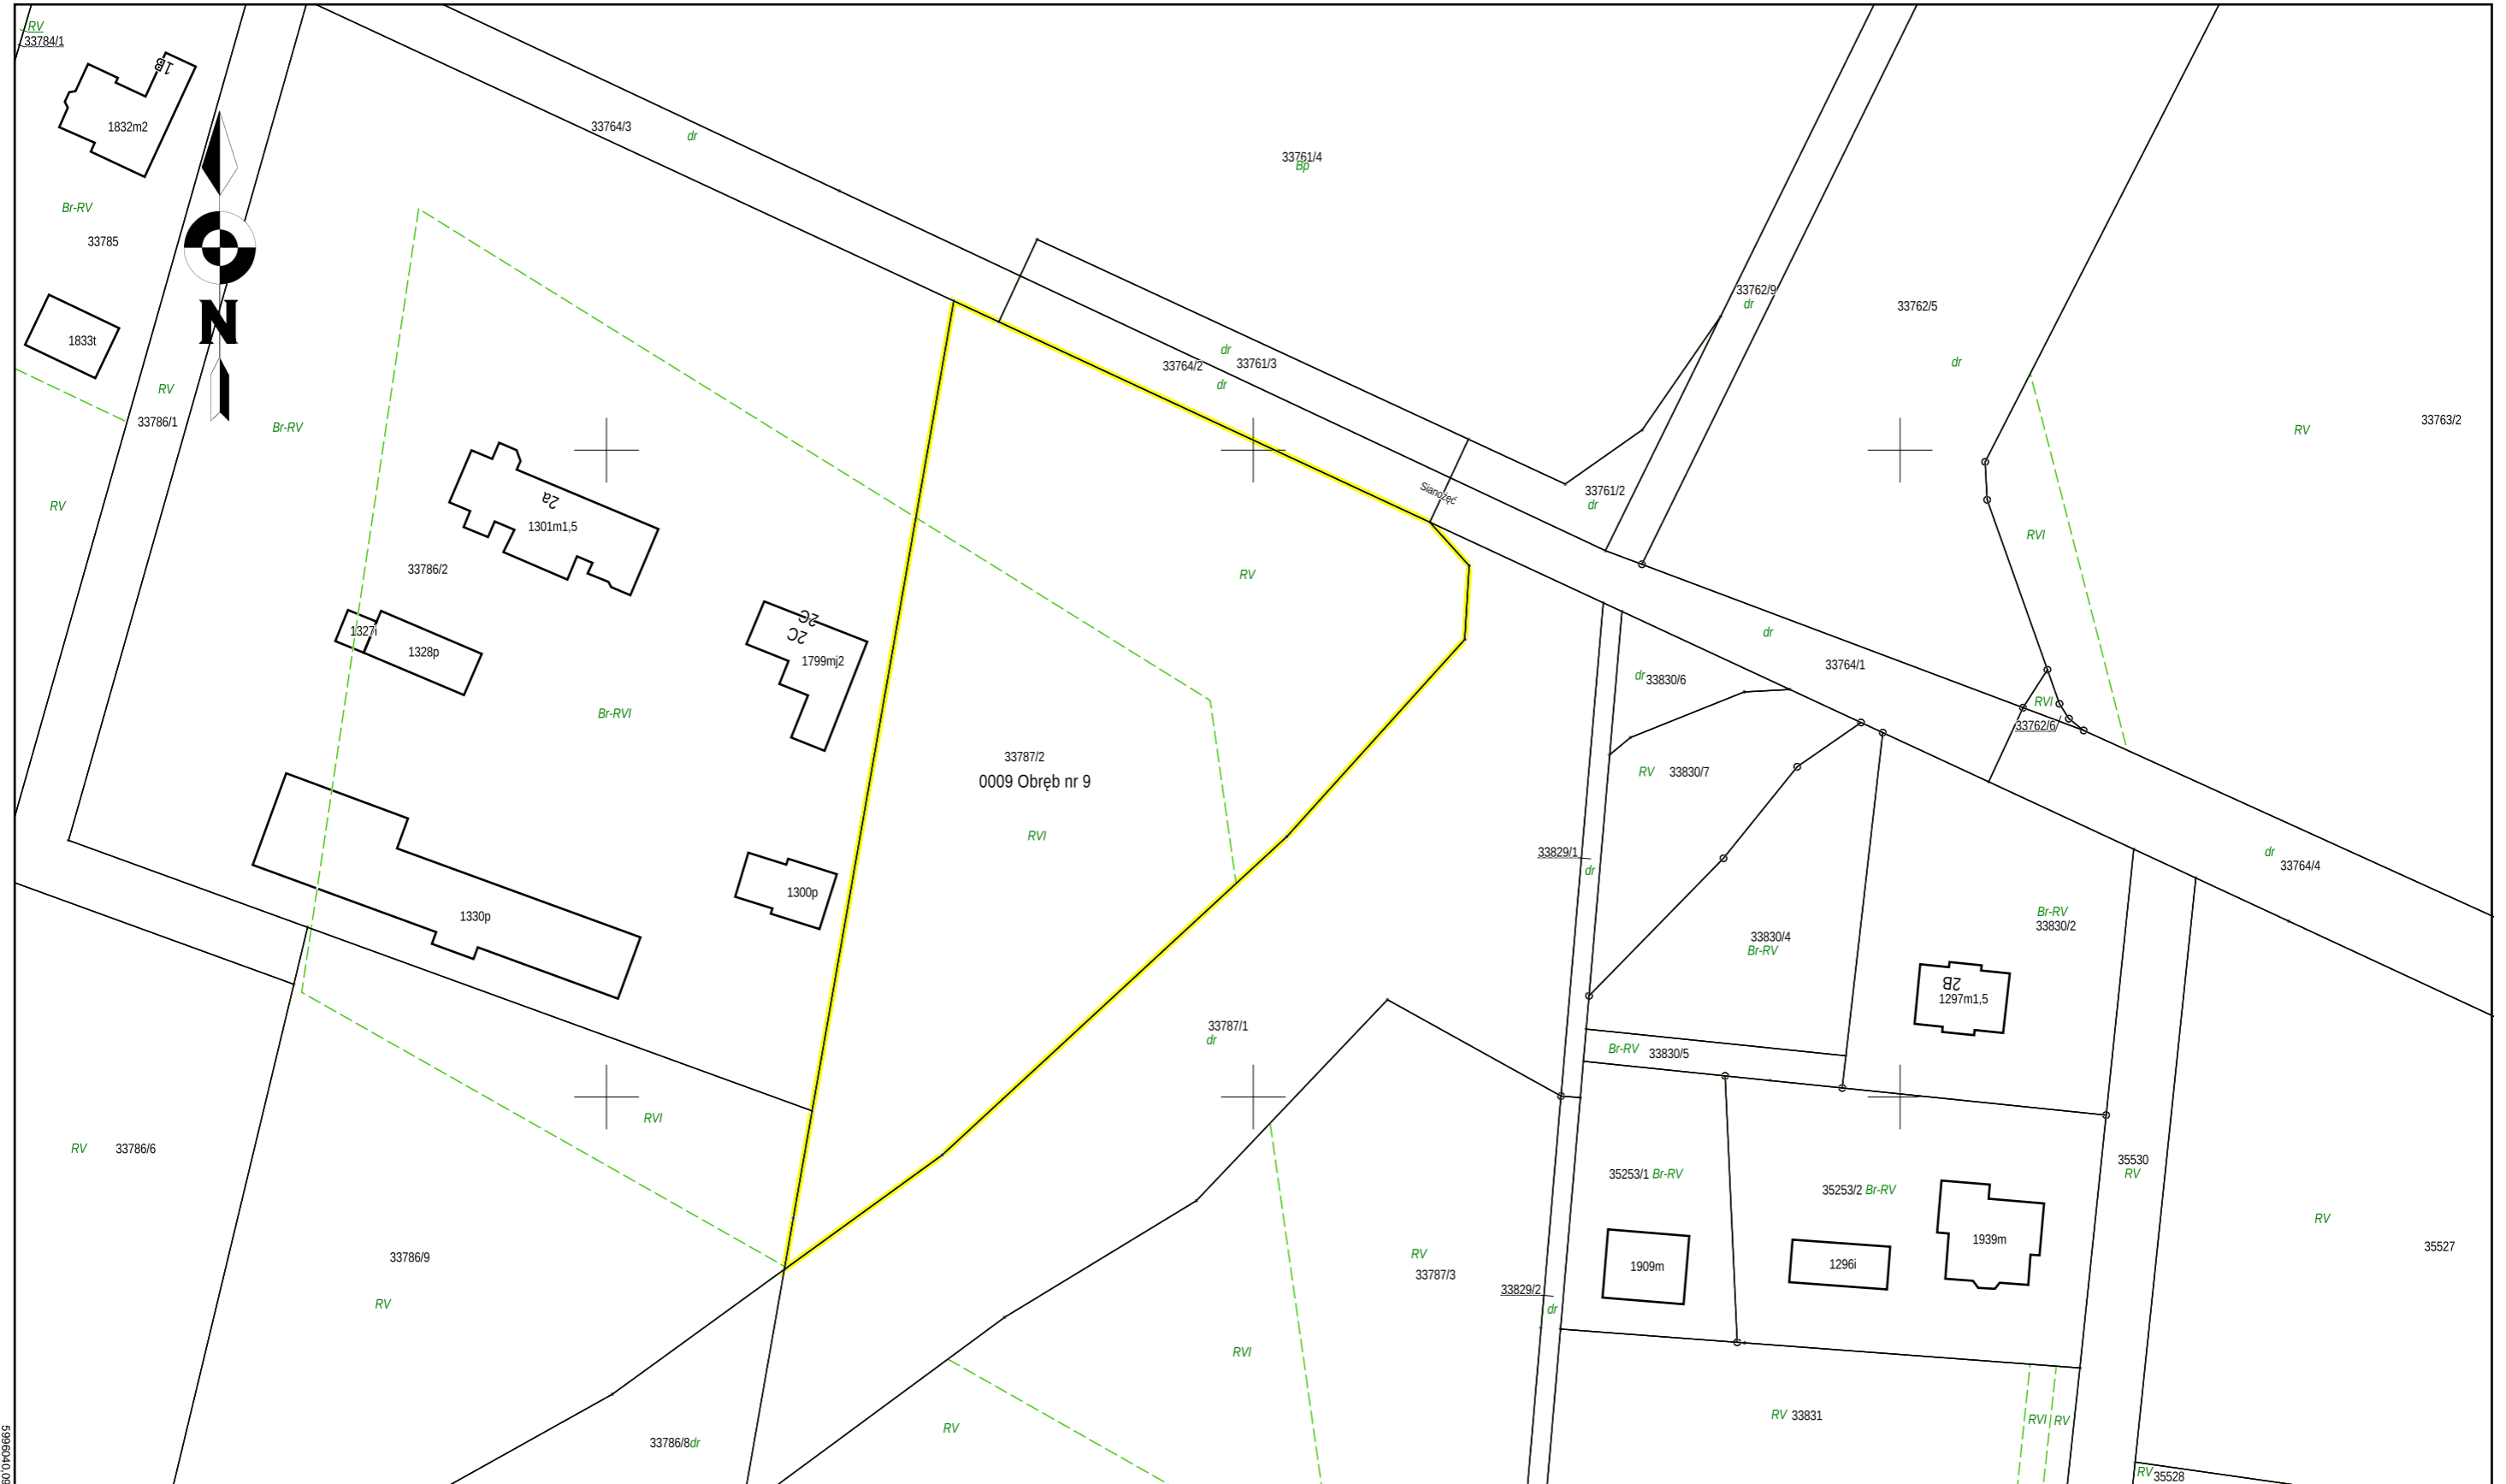 RV
33784/1
1B
1832m2
Br-RV
33785
1833t
RV
33786/1
RV
N
Br-RV
33764/3
dr
33761/4
Bp
33762/9
dr
33762/5
dr
33763/2
RV
RVI
33764/2
dr
33761/3
dr
Sianożęć
33761/2
dr
2a
1301m1,5
33786/2
1327i
1328p
2C
2C
1799mj2
Br-RVI
RV
33787/2
0009 Obręb nr 9
RVI
1330p
1300p
dr
33764/1
dr 33830/6
RV 33830/7
RVI
33762/6
33829/1
dr
dr
33764/4
33830/4
Br-RV
Br-RV
33830/2
2B
1297m1,5
33787/1
dr
Br-RV 33830/5
RVI
RV 33786/6
35253/1 Br-RV
35253/2 Br-RV
35530
RV
RV
35527
33786/9
RV
RV
33787/3
33829/2
dr
1909m
1296i
1939m
RVI
RV
33786/8dr
RV 33831
RVI RV
RV 35528
5996040,09